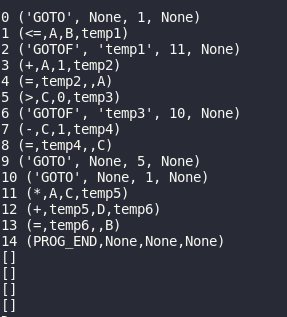 0 ('GOTO', None, 1, None)
1 (<=,A,B,temp1)
2 ('GOTOF', 'temp1', 11, None)
3 (+,A,1,temp2)
4 (=,temp2,,A)
5 (>,C,0,temp3)
6 ('GOTOF', 'temp3', 10, None)
7 (-,C,1,temp4)
8 (=,temp4,,C)
9 ('GOTO', None, 5, None)
10 ('GOTO', None, 1, None)
11 (*,A,C,temp5)
12 (+,temp5,D,temp6)
13 (=,temp6,,B)
14 (PROG_END,None,None,None)
[]
[]
[]
[]